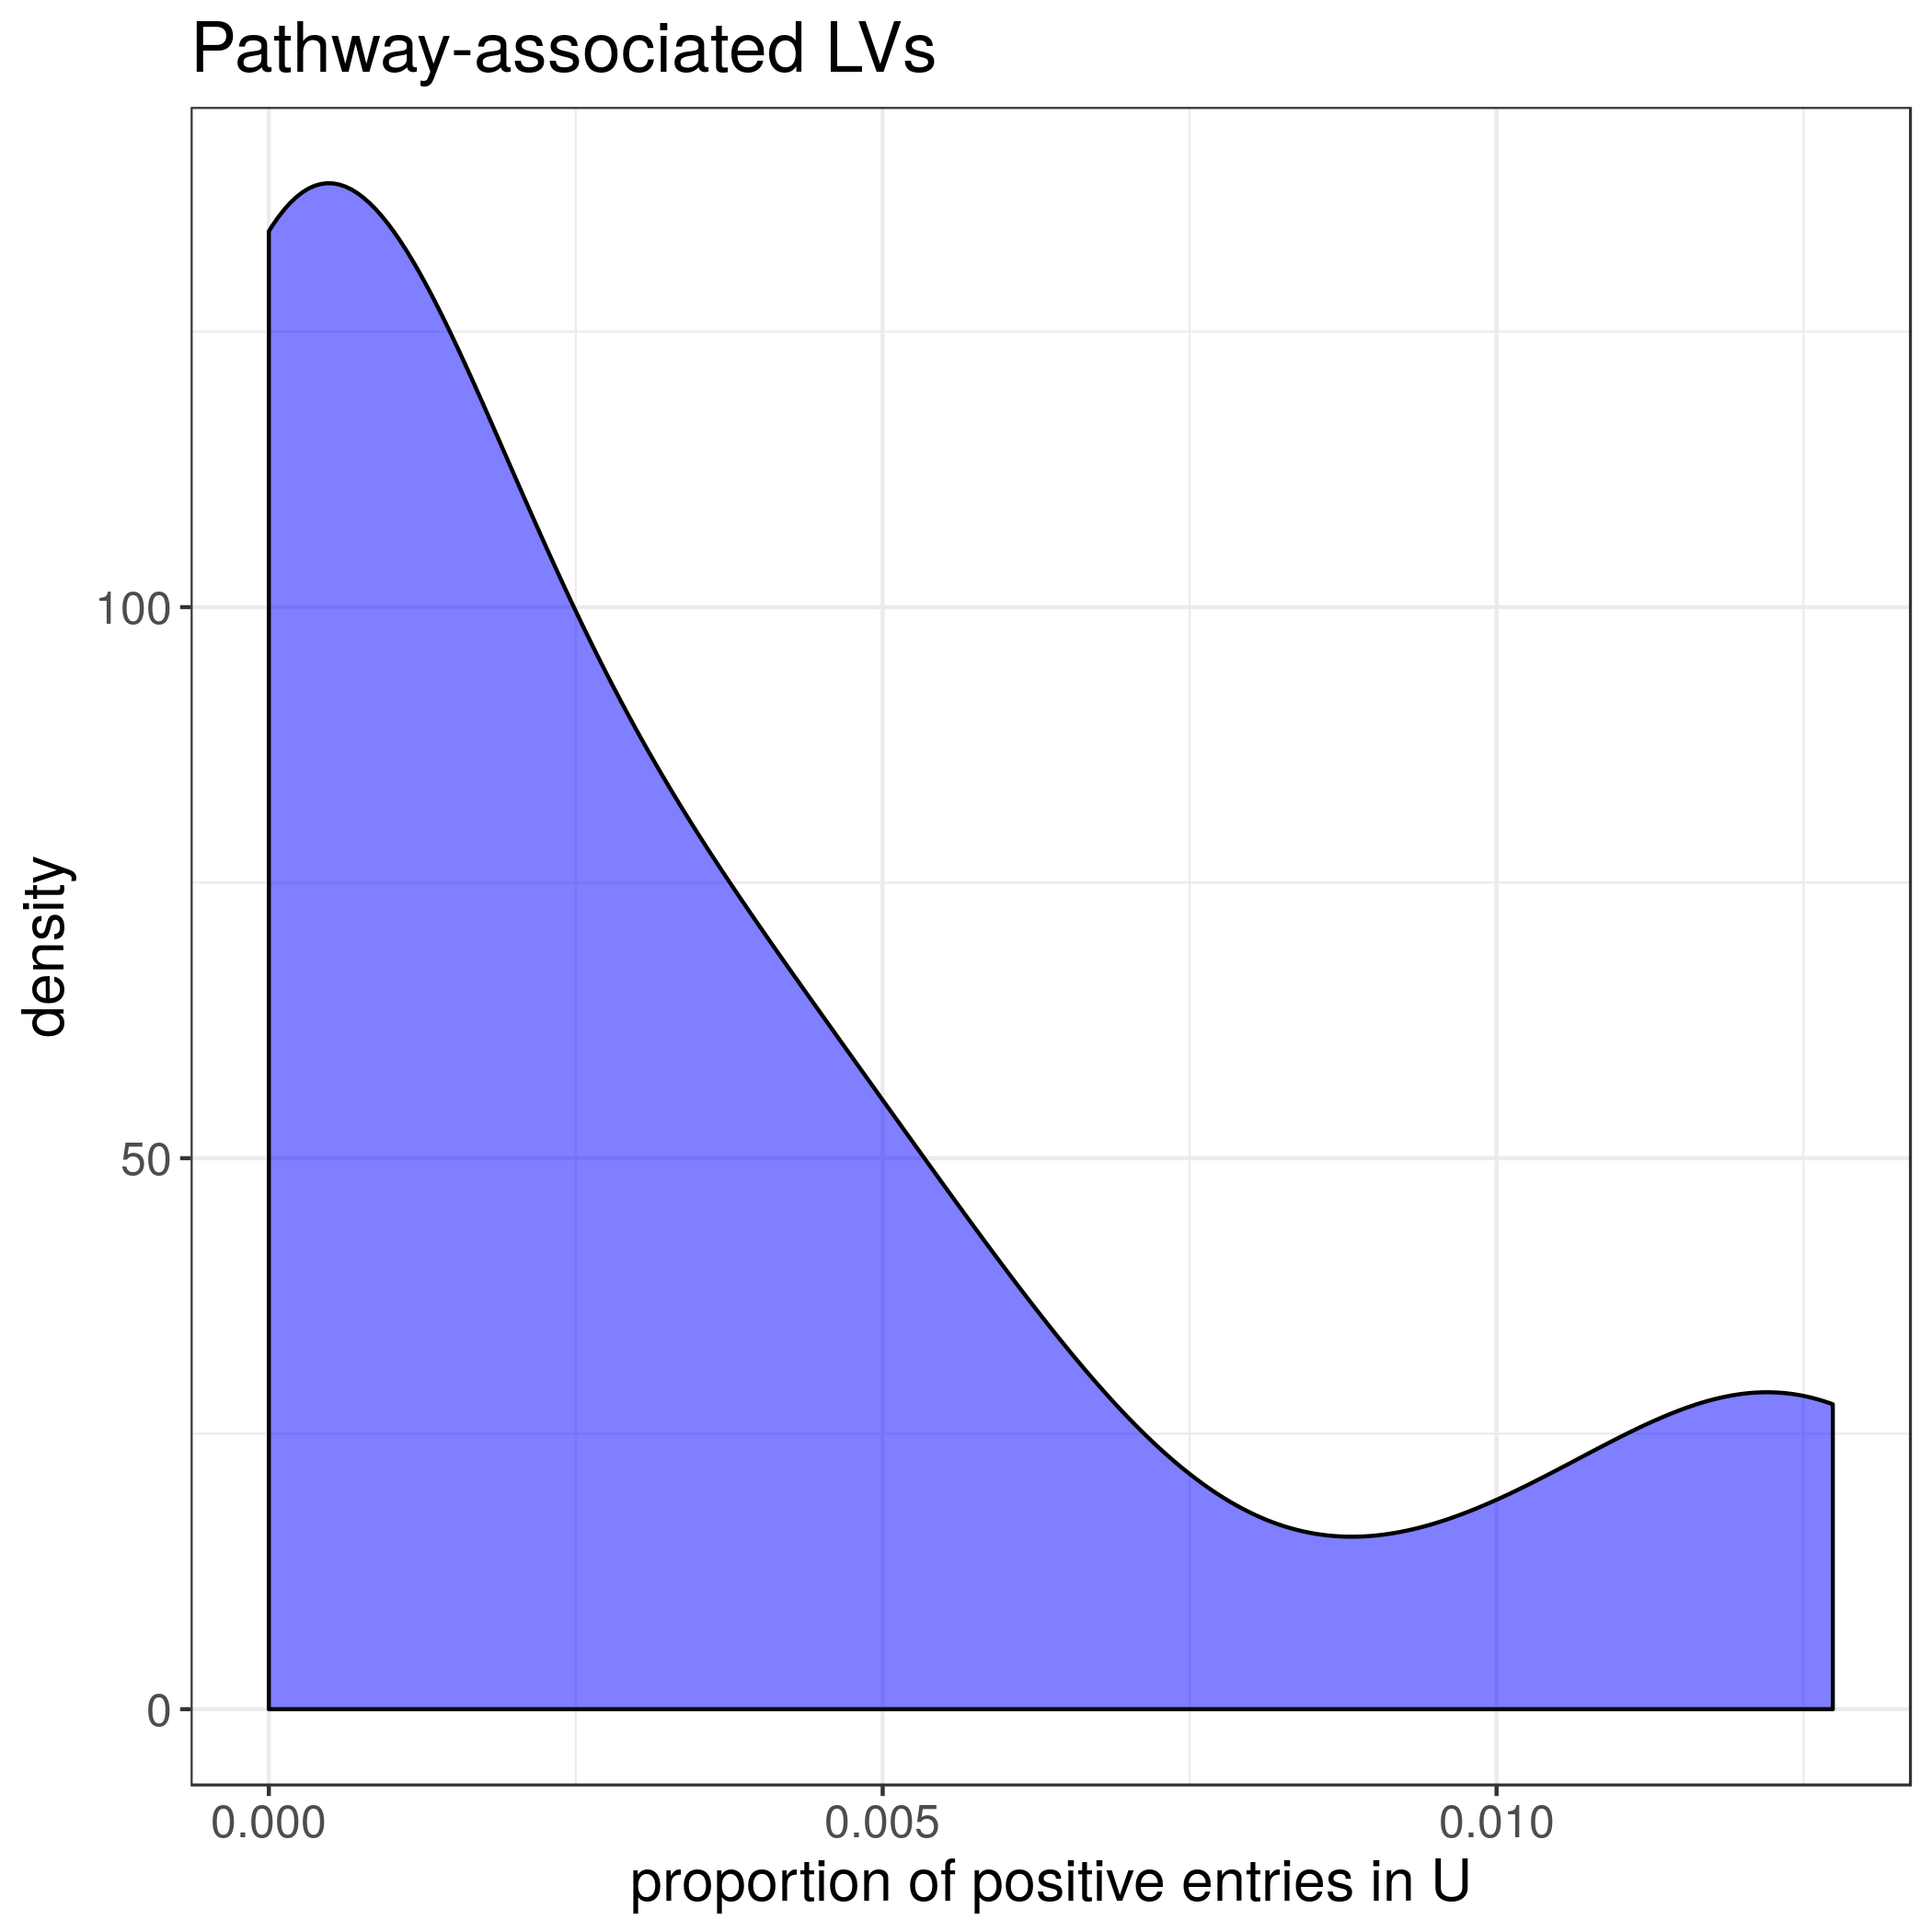 Pathway-associated LVs
density
100
50
0
0.000 0.005 0.010
proportion of positive entries in U